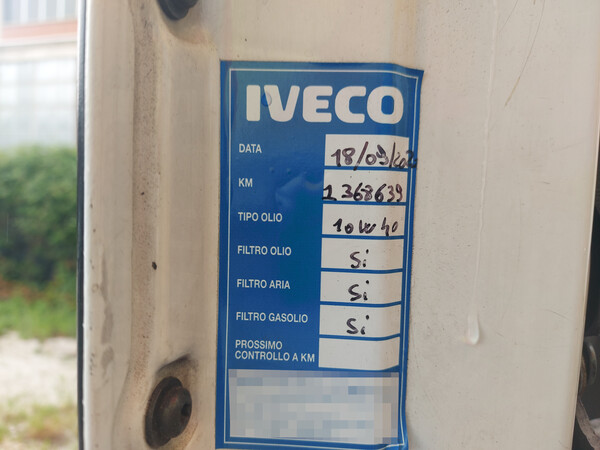 IVECO
DATA 18/09/2020
KM 1368639
TIPO OLIO 10W40
FILTRO OLIO Si
FILTRO ARIA Si
FILTRO GASOLIO Si
PROSSIMO
CONTROLLO A KM